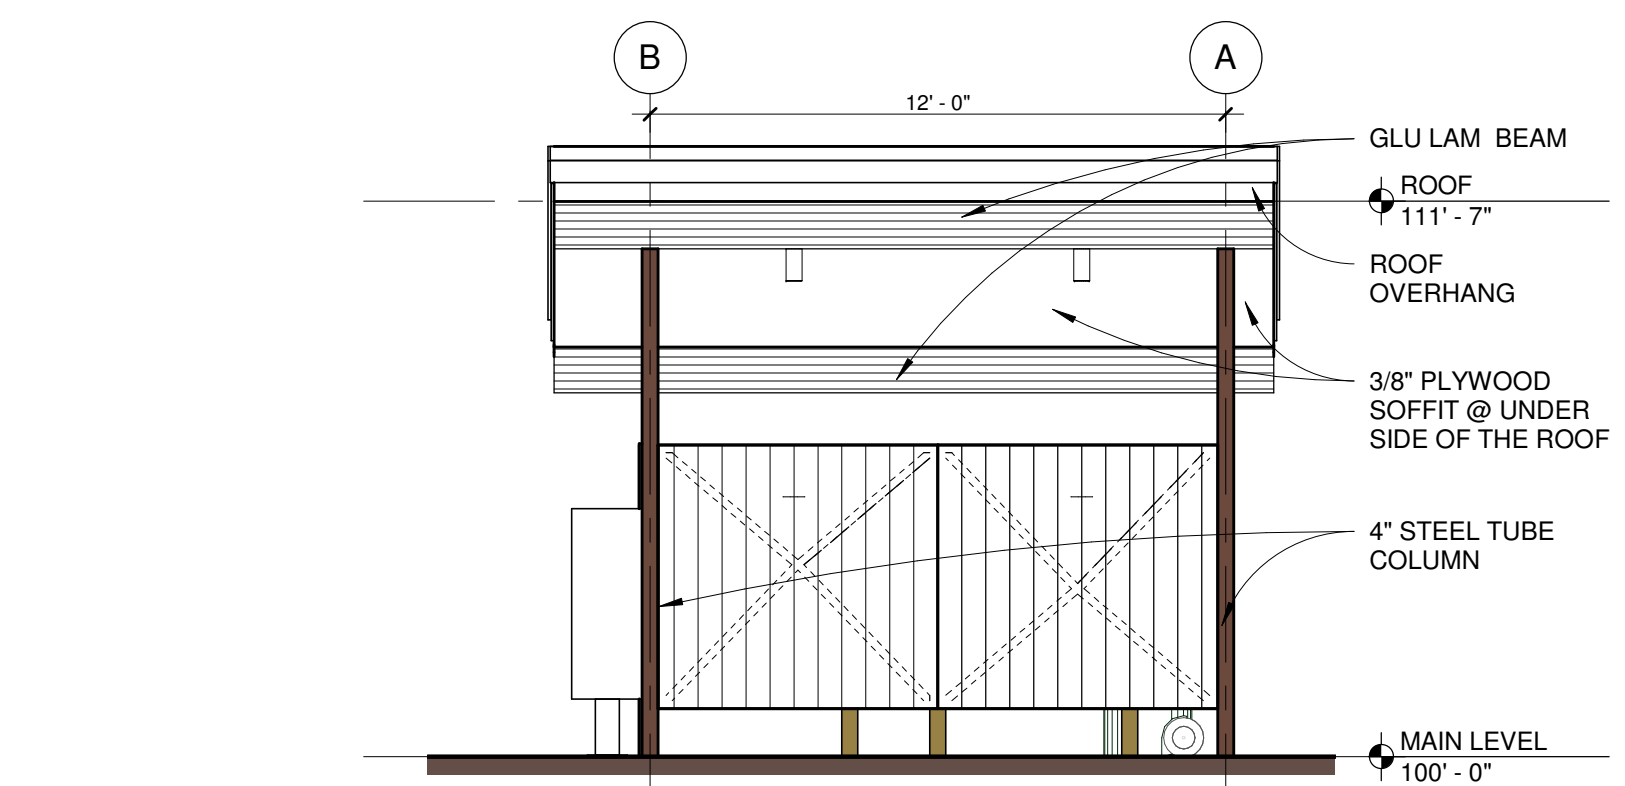 B
A
12' - 0"
GLU LAM  BEAM
ROOF
111' - 7"
ROOF
OVERHANG
3/8" PLYWOOD
SOFFIT @ UNDER
SIDE OF THE ROOF
4" STEEL TUBE
COLUMN
MAIN LEVEL
100' - 0"